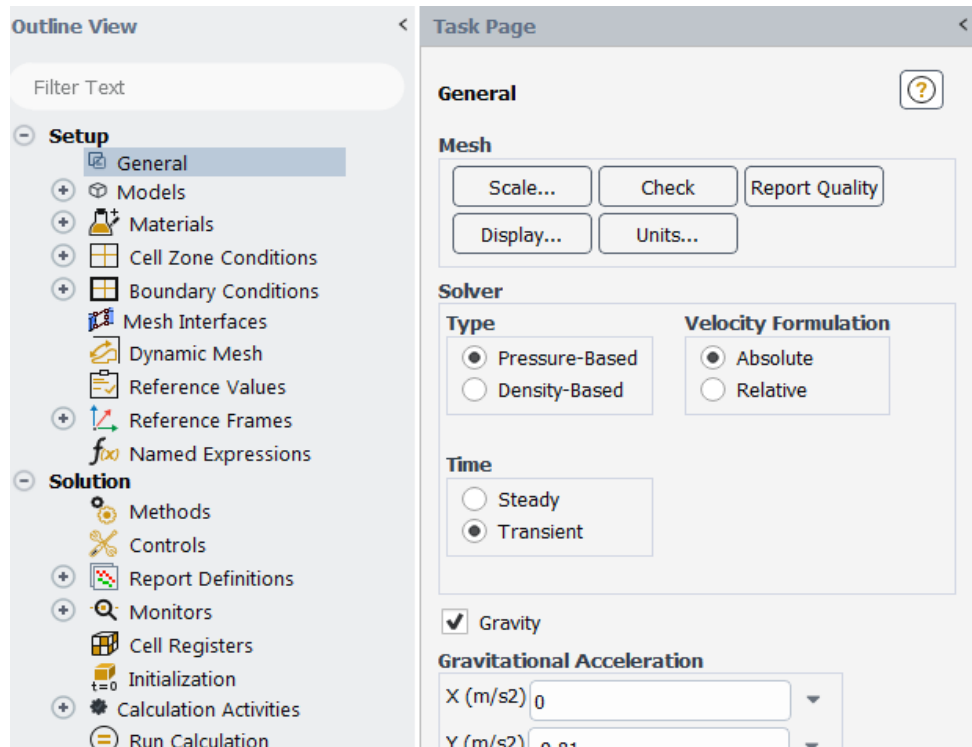 Outline View
Filter Text
Setup
General
Models
Materials
Cell Zone Conditions
Boundary Conditions
Mesh Interfaces
Dynamic Mesh
Reference Values
Reference Frames
f(x) Named Expressions
Solution
Methods
Controls
Report Definitions
Monitors
Cell Registers
t=0 Initialization
Calculation Activities
Run Calculation
Task Page
General
?
Mesh
Scale... Check Report Quality
Display... Units...
Solver
Type Velocity Formulation
Pressure-Based Absolute
Density-Based Relative
Time
Steady
Transient
Gravity
Gravitational Acceleration
X (m/s2) 0
Y (m/s2)